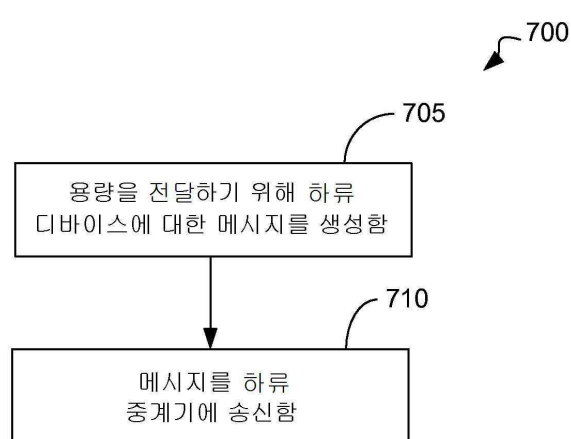 700
705
용량을 전달하기 위해 하류
디바이스에 대한 메시지를 생성함
710
메시지를 하류
중계기에 송신함